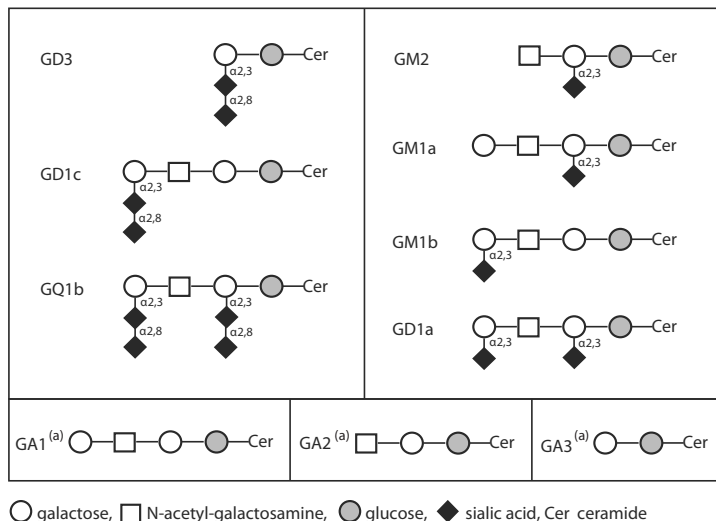 GD3 Cer
α2,3
α2,8
GD1c Cer
α2,3
α2,8
GQ1b Cer
α2,3 α2,3
α2,8 α2,8
GM2 Cer
α2,3
GM1a Cer
α2,3
GM1b Cer
α2,3
GD1a Cer
α2,3 α2,3
GA1(a) Cer
GA2(a) Cer
GA3(a) Cer
galactose, N-acetyl-galactosamine, glucose, sialic acid, Cer ceramide